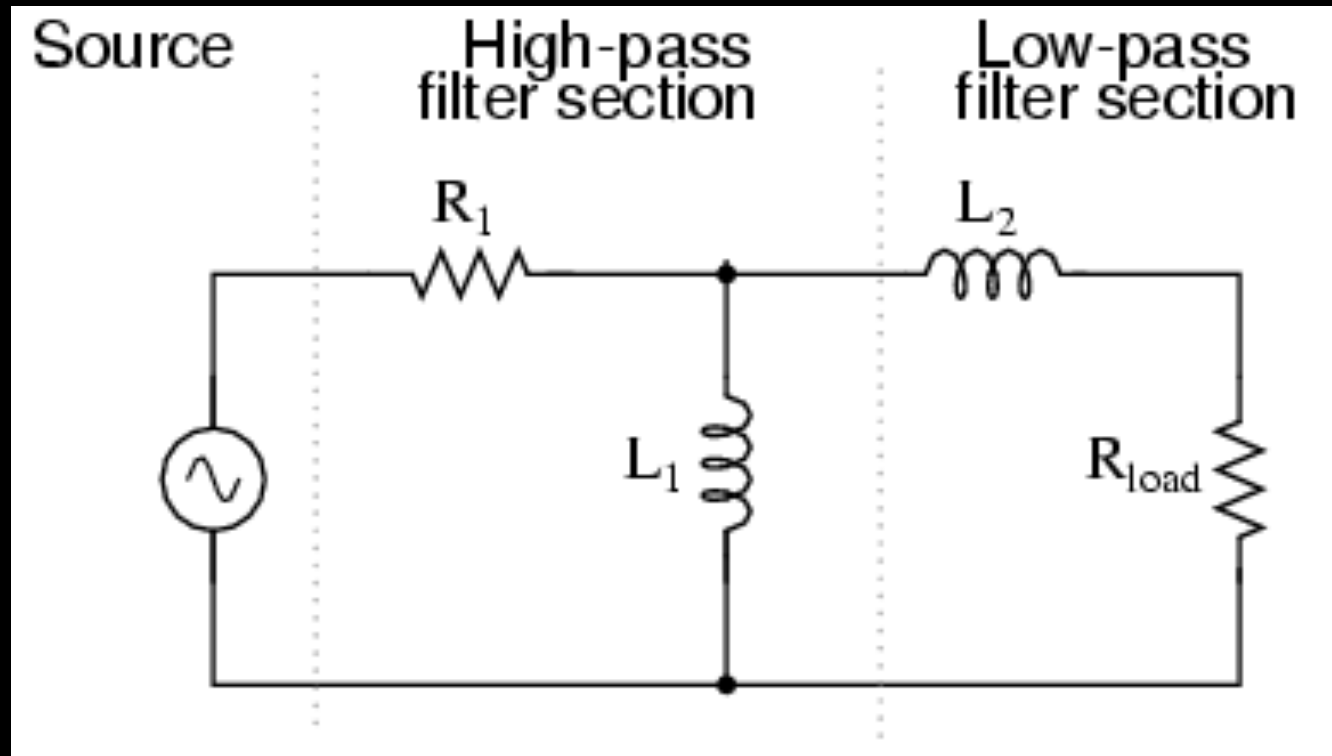 Source
High-pass
filter section
Low-pass
filter section
R₁
L₂
L₁
Rload